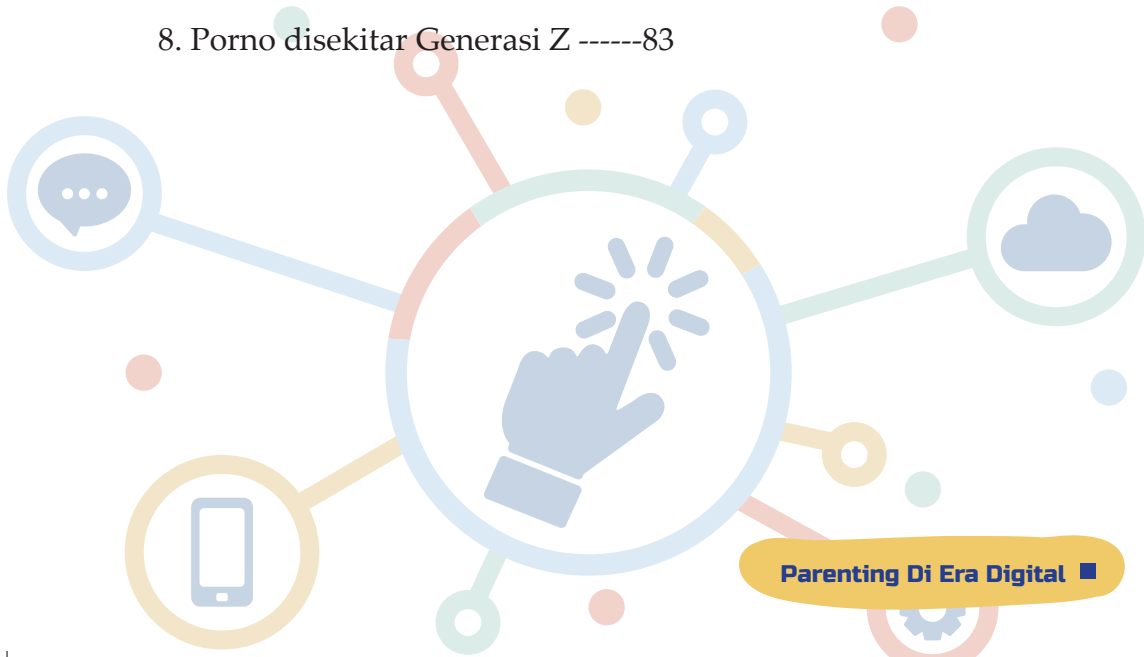 8. Porno disekitar Generasi Z ------83
Parenting Di Era Digital